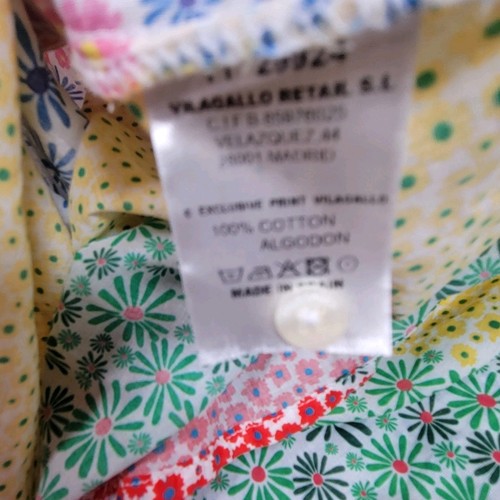 VILAGALLO RETAIL S.L
VELAZQUEZ 44
28001 MADRID
© EXCLUSIVE PRINT VILAGALLO
100% COTTON
ALGODON
MADE IN SPAIN